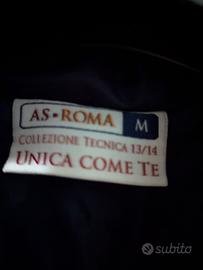 AS•ROMA M
COLLEZIONE TECNICA 13/14
UNICA COME TE
subito